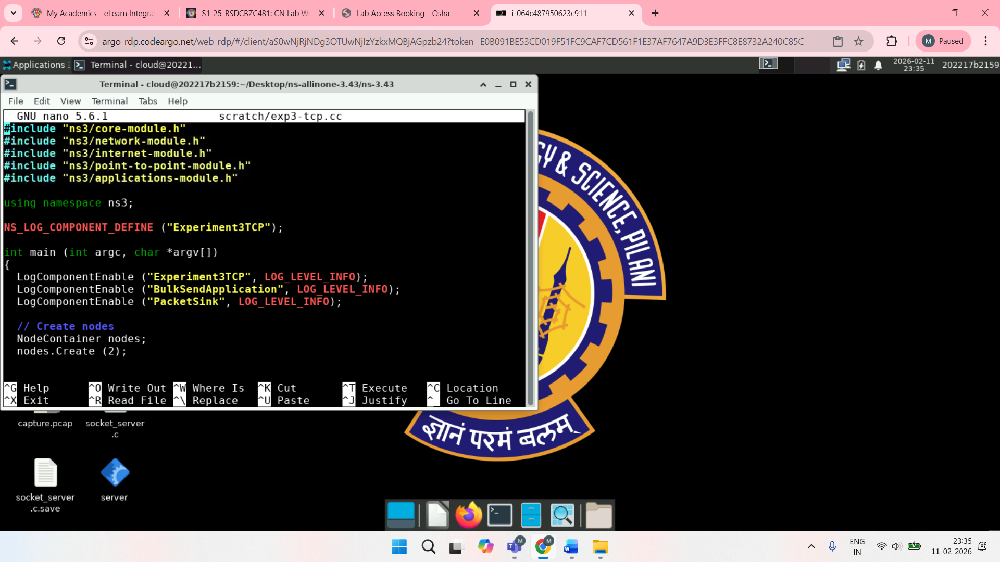 My Academics - eLearn Integrat
S1-25_BSDCBZC481: CN Lab Wo
Lab Access Booking - Osha
i-064c487950623c911
argo-rdp.codeargo.net/web-rdp/#/client/aS0wNjRjNDg3OTUwNjIzYzkxMQBjAGpzb24?token=E0B091BE53CD019F51FC9CAF7CD561F1E37AF7647A9D3E3FFC8E8732A240C85C
M Paused
Applications
Terminal - cloud@20221...
2026-02-11
23:35
202217b2159
Terminal - cloud@202217b2159:~/Desktop/ns-allinone-3.43/ns-3.43
File Edit View Terminal Tabs Help
GNU nano 5.6.1 scratch/exp3-tcp.cc
#include "ns3/core-module.h"
#include "ns3/network-module.h"
#include "ns3/internet-module.h"
#include "ns3/point-to-point-module.h"
#include "ns3/applications-module.h"
using namespace ns3;
NS_LOG_COMPONENT_DEFINE ("Experiment3TCP");
int main (int argc, char *argv[])
{
LogComponentEnable ("Experiment3TCP", LOG_LEVEL_INFO);
LogComponentEnable ("BulkSendApplication", LOG_LEVEL_INFO);
LogComponentEnable ("PacketSink", LOG_LEVEL_INFO);
// Create nodes
NodeContainer nodes;
nodes.Create (2);
^G Help ^O Write Out ^W Where Is ^K Cut ^T Execute ^C Location
^X Exit ^R Read File ^\ Replace ^U Paste ^J Justify ^_ Go To Line
GY & SCIENCE, PILANI
ज्ञानं परमं बलम्
capture.pcap
socket_server
.c
socket_server
.c.save
server
ENG
IN
23:35
11-02-2026